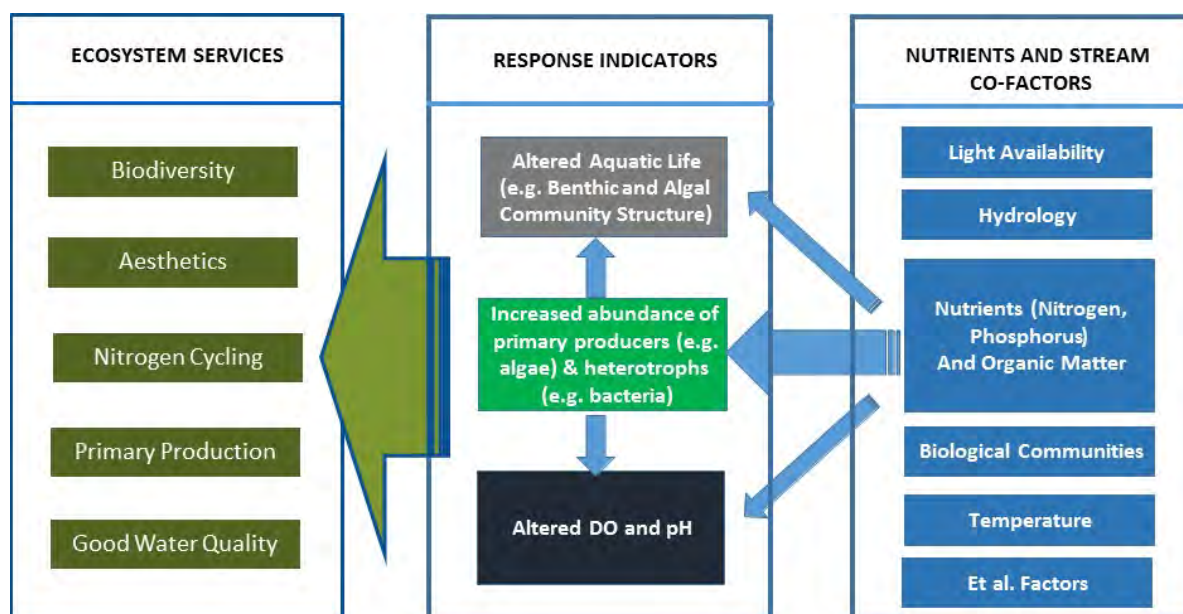 ECOSYSTEM SERVICES
Biodiversity
Aesthetics
Nitrogen Cycling
Primary Production
Good Water Quality
RESPONSE INDICATORS
Altered Aquatic Life
(e.g. Benthic and Algal
Community Structure)
Increased abundance of
primary producers (e.g.
algae) & heterotrophs
(e.g. bacteria)
Altered DO and pH
NUTRIENTS AND STREAM
CO-FACTORS
Light Availability
Hydrology
Nutrients (Nitrogen,
Phosphorus)
And Organic Matter
Biological Communities
Temperature
Et al. Factors